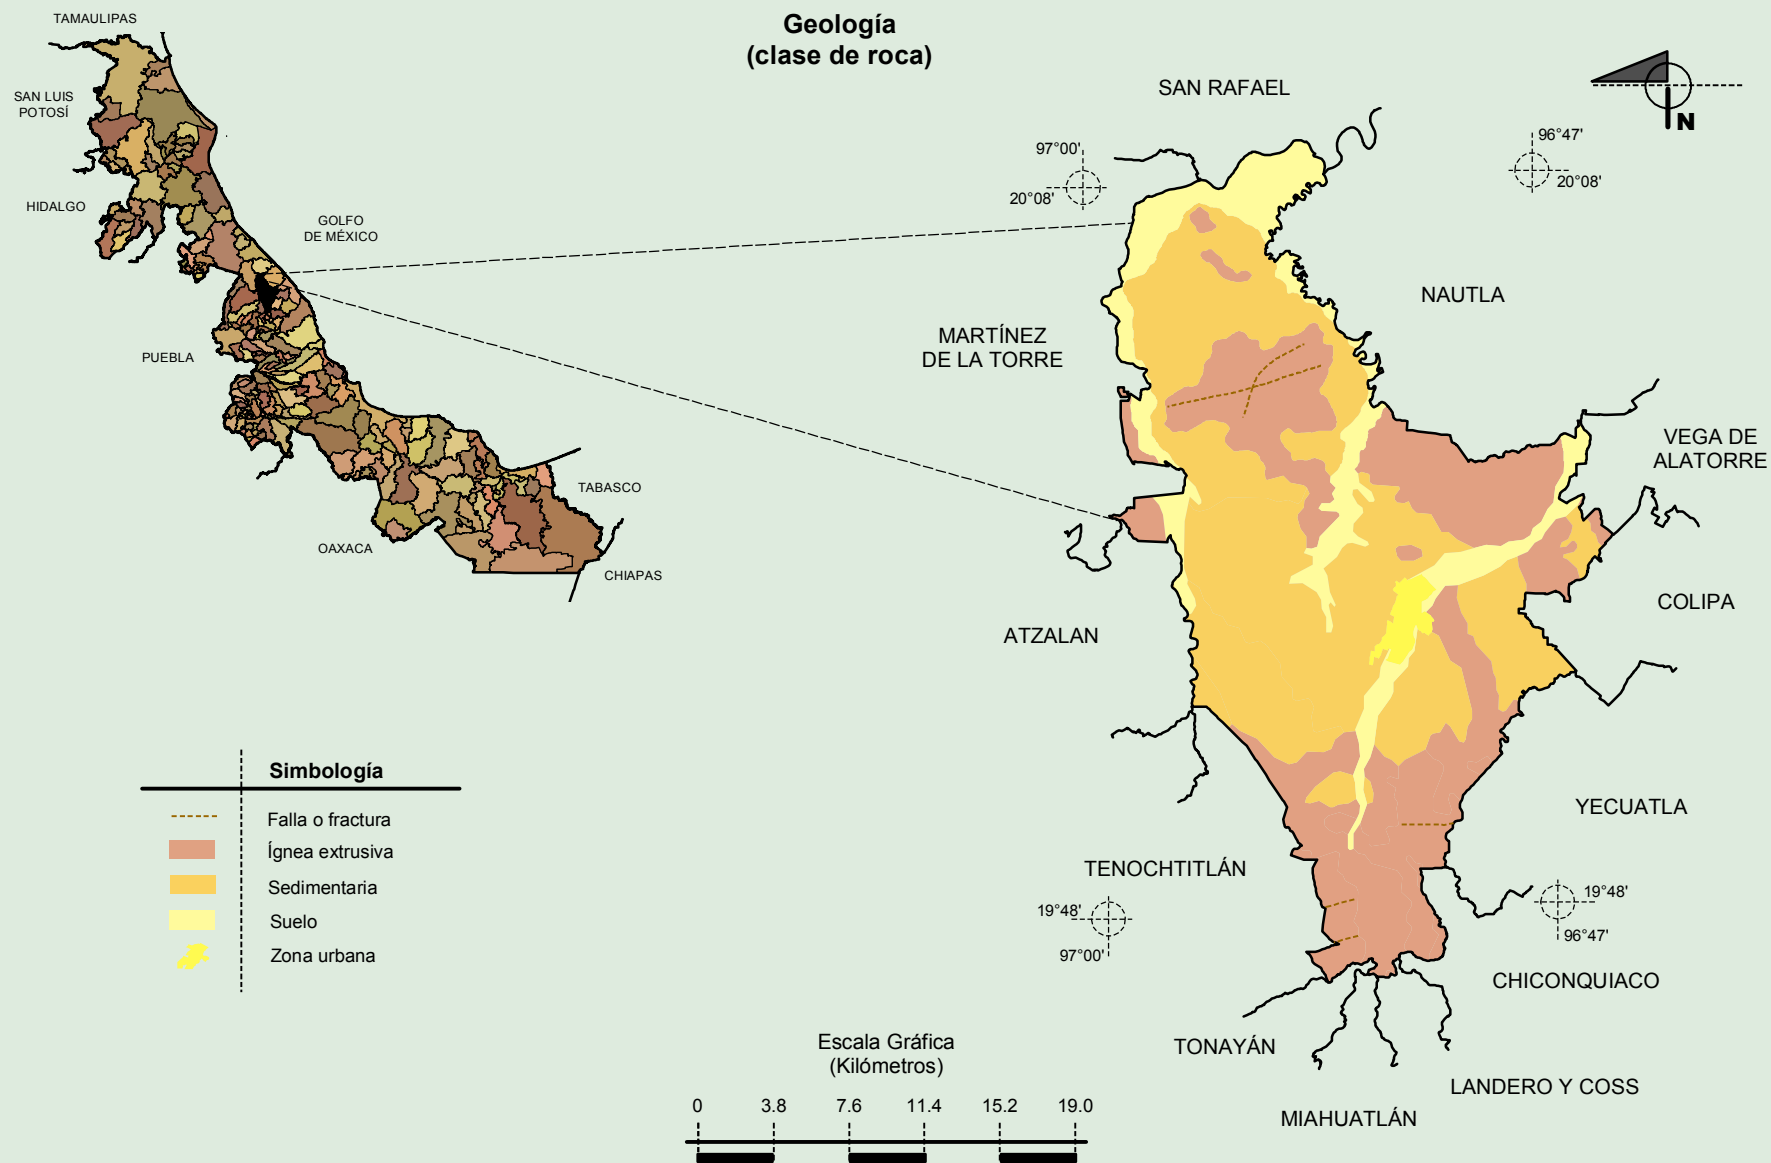 Geología
(clase de roca)
TAMAULIPAS
SAN LUIS
POTOSÍ
HIDALGO
GOLFO
DE MÉXICO
PUEBLA
OAXACA
TABASCO
CHIAPAS
SAN RAFAEL
N
97°00'
20°08'
96°47'
20°08'
NAUTLA
MARTÍNEZ
DE LA TORRE
VEGA DE
ALATORRE
COLIPA
ATZALAN
YECUATLA
TENOCHTITLÁN
19°48'
97°00'
19°48'
96°47'
CHICONQUIACO
TONAYÁN
LANDERO Y COSS
MIAHUATLÁN
Simbología
Falla o fractura
Ígnea extrusiva
Sedimentaria
Suelo
Zona urbana
Escala Gráfica
(Kilómetros)
0 3.8 7.6 11.4 15.2 19.0